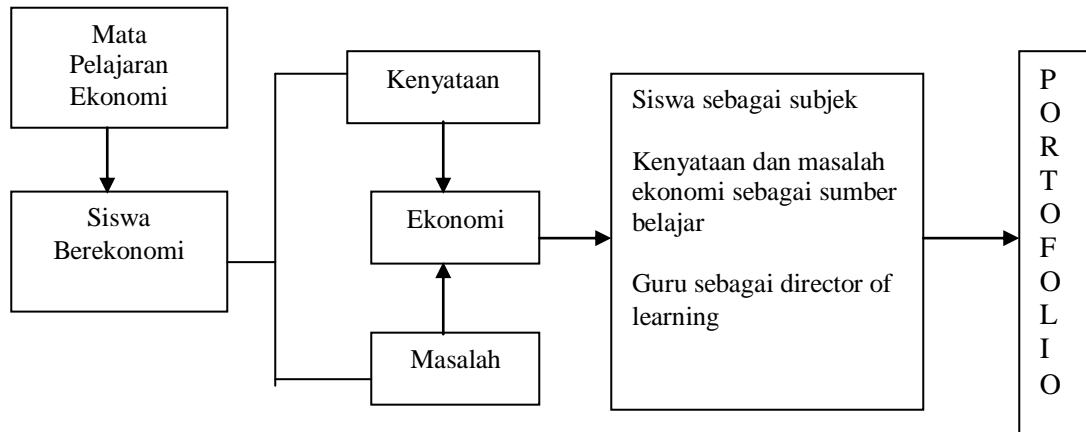 Mata
Pelajaran
Ekonomi
Siswa
Berekonomi
Kenyataan
Ekonomi
Masalah
Siswa sebagai subjek
Kenyataan dan masalah
ekonomi sebagai sumber
belajar
Guru sebagai director of
learning
P
O
R
T
O
F
O
L
I
O